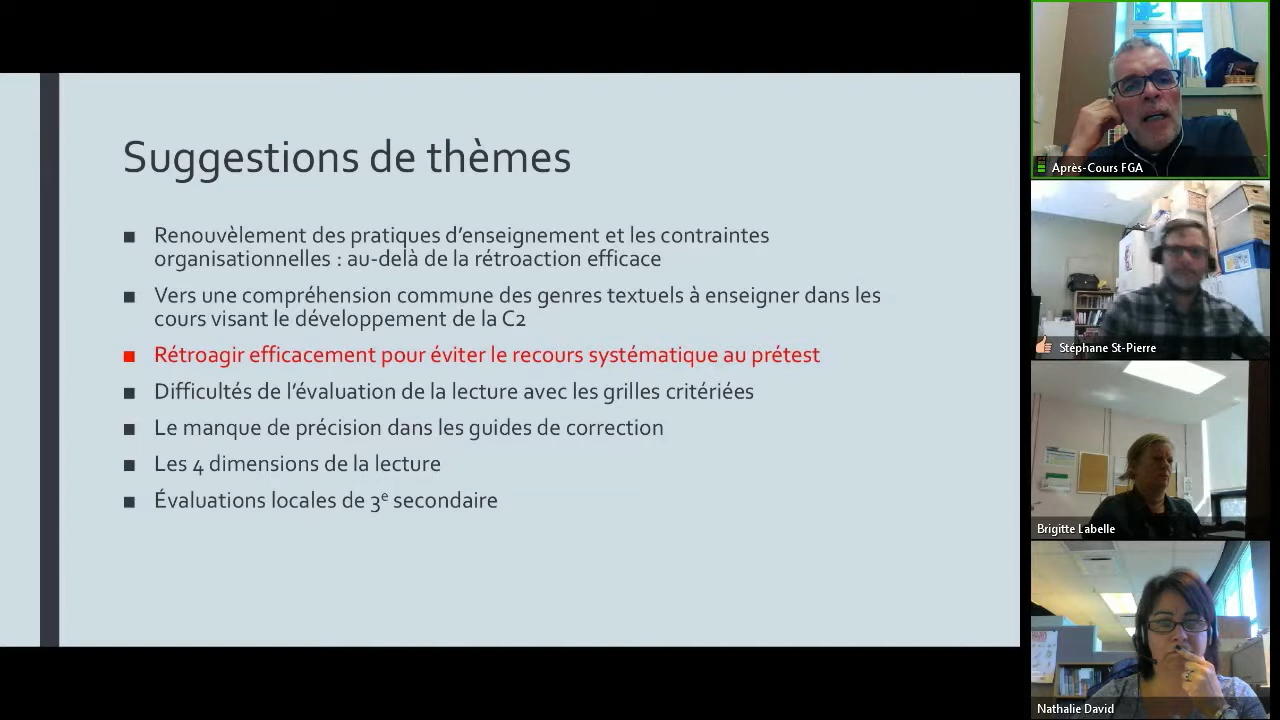 Suggestions de thèmes
■ Renouvèlement des pratiques d'enseignement et les contraintes
organisationnelles : au-delà de la rétroaction efficace
■ Vers une compréhension commune des genres textuels à enseigner dans les
cours visant le développement de la C2
■ Rétroagir efficacement pour éviter le recours systématique au prétest
■ Difficultés de l'évaluation de la lecture avec les grilles critériées
■ Le manque de précision dans les guides de correction
■ Les 4 dimensions de la lecture
■ Évaluations locales de 3e secondaire
Après-Cours FGA
Stéphane St-Pierre
Brigitte Labelle
Nathalie David